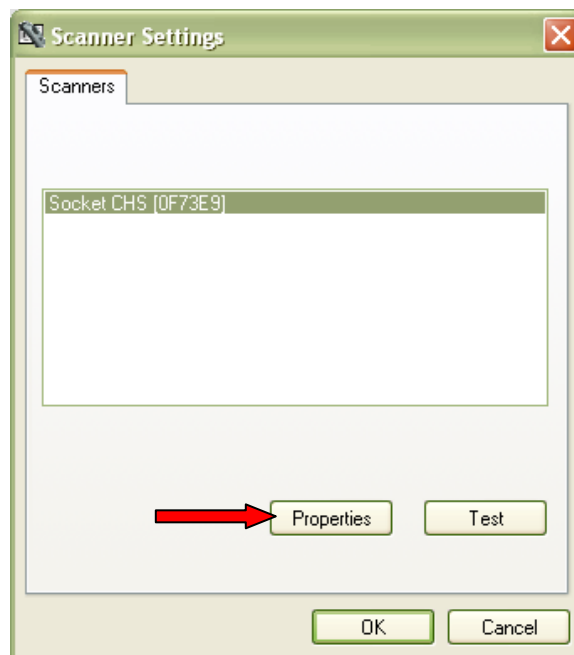 Scanner Settings
Scanners
Socket CHS [0F73E9]
Properties
Test
OK
Cancel